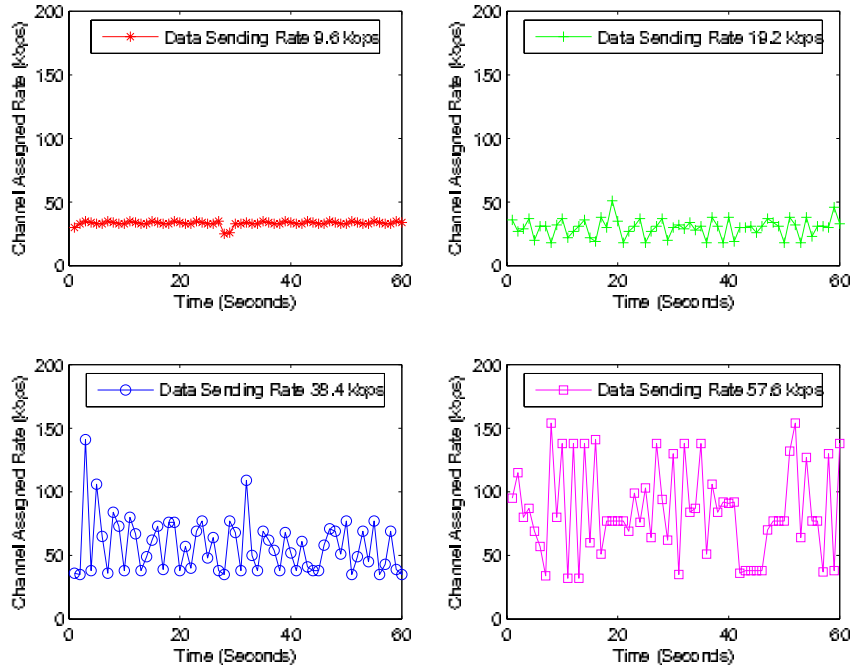 200
150
100
50
0
Channel Assigned Rate (kbps)
Data Sending Rate 9.6 kbps
0 20 40 60
Time (Seconds)
200
150
100
50
0
Channel Assigned Rate (kbps)
Data Sending Rate 19.2 kbps
0 20 40 60
Time (Seconds)
200
150
100
50
0
Channel Assigned Rate (kbps)
Data Sending Rate 38.4 kbps
0 20 40 60
Time (Seconds)
200
150
100
50
0
Channel Assigned Rate (kbps)
Data Sending Rate 57.6 kbps
0 20 40 60
Time (Seconds)